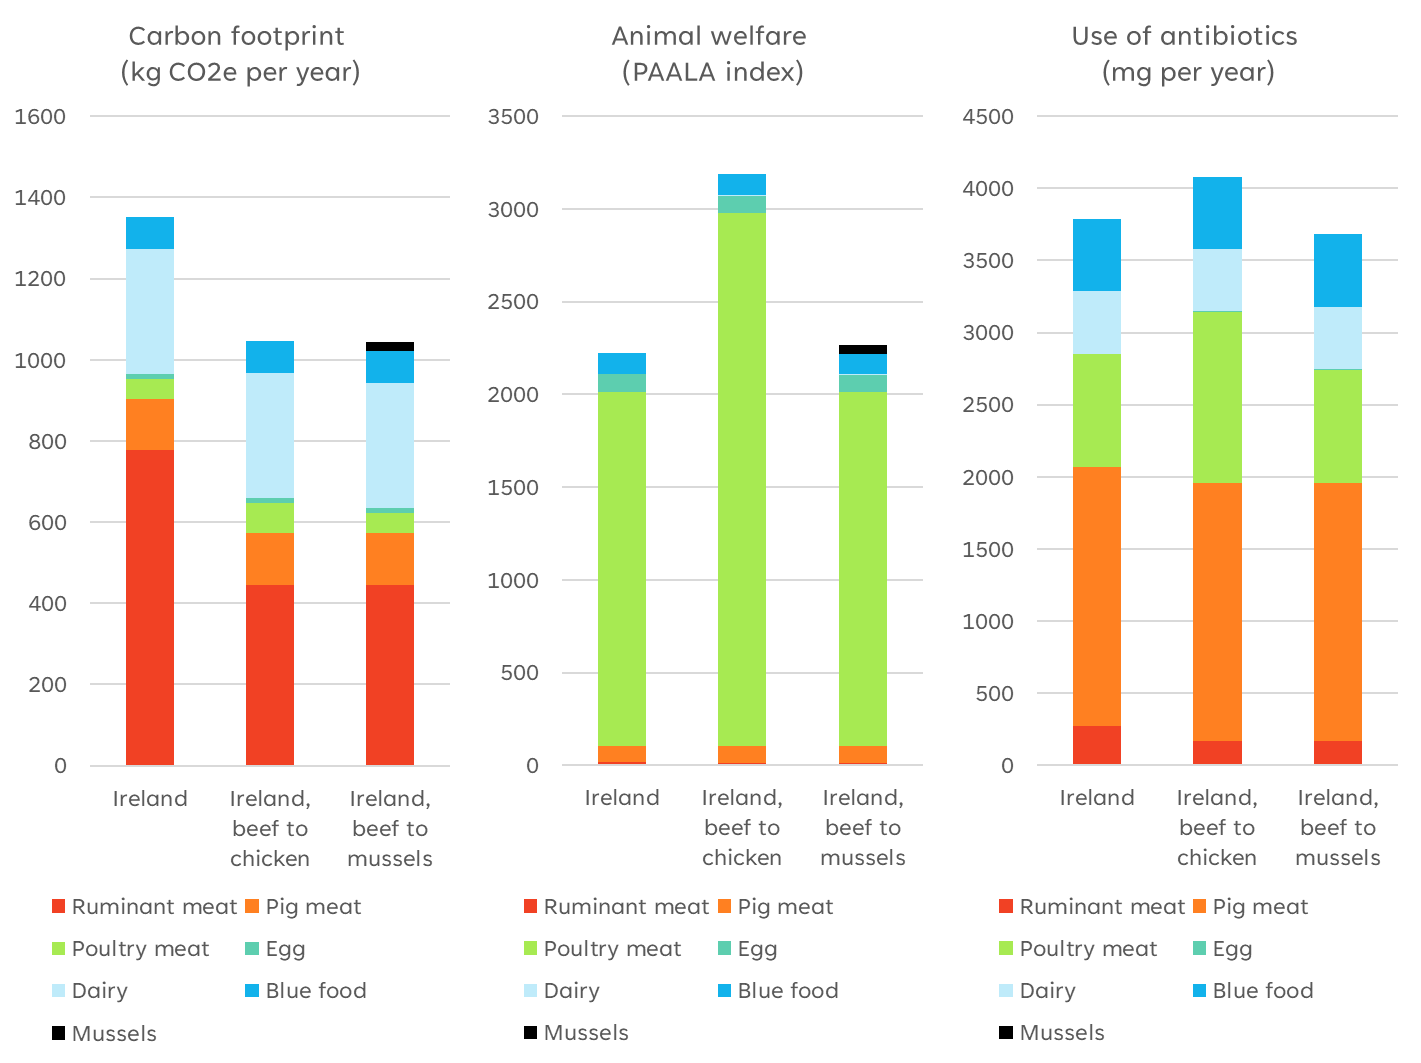 Carbon footprint
(kg CO2e per year)
1600
1400
1200
1000
800
600
400
200
0
Ireland
Ireland,
beef to
chicken
Ireland,
beef to
mussels
Ruminant meat
Pig meat
Poultry meat
Egg
Dairy
Blue food
Mussels
Animal welfare
(PAALA index)
3500
3000
2500
2000
1500
1000
500
0
Ireland
Ireland,
beef to
chicken
Ireland,
beef to
mussels
Ruminant meat
Pig meat
Poultry meat
Egg
Dairy
Blue food
Mussels
Use of antibiotics
(mg per year)
4500
4000
3500
3000
2500
2000
1500
1000
500
0
Ireland
Ireland,
beef to
chicken
Ireland,
beef to
mussels
Ruminant meat
Pig meat
Poultry meat
Egg
Dairy
Blue food
Mussels